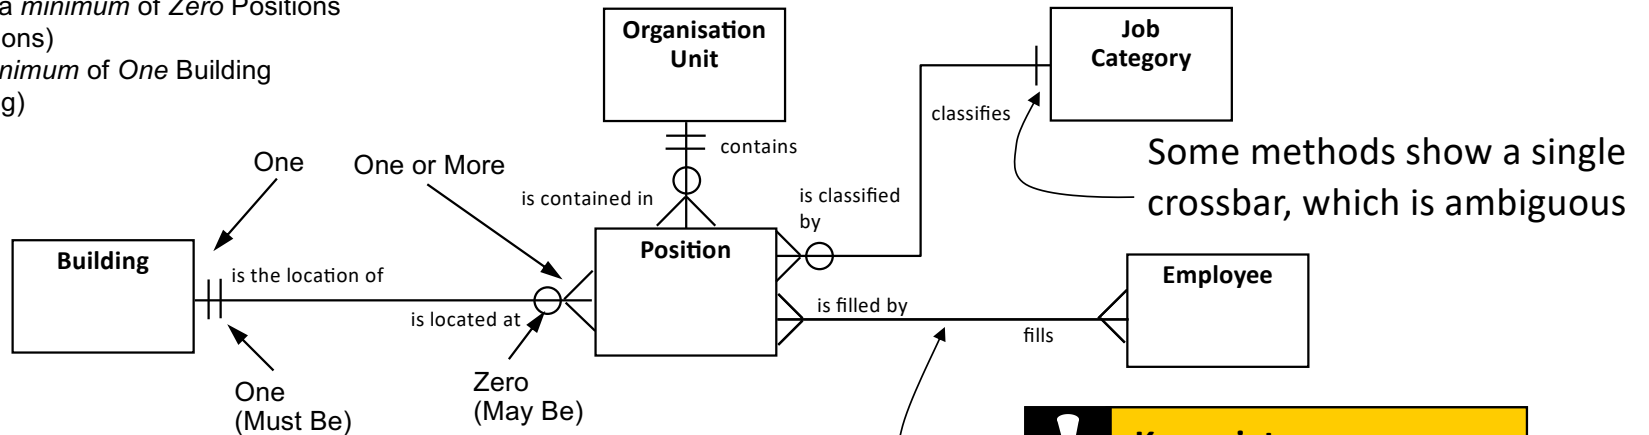 a minimum of Zero Positions
ons)
nimum of One Building
g)
Organisation
Unit
Job
Category
classifies
contains
Some methods show a single
crossbar, which is ambiguous
One
One or More
is contained in
is classified
by
Building
is the location of
is located at
Position
Employee
is filled by
fills
One
(Must Be)
Zero
(May Be)